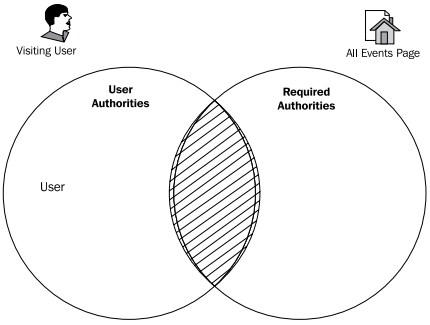 Visiting User
All Events Page
User
Authorities
Required
Authorities
User